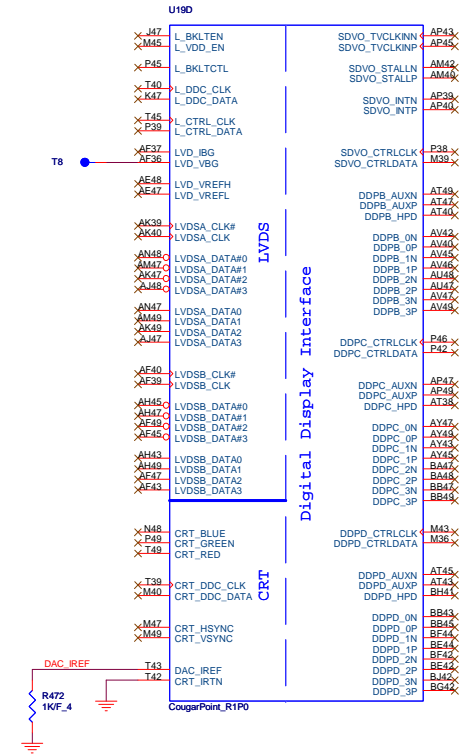 U19D
J47 L_BKLTEN
M45 L_VDD_EN
P45 L_BKLTCTL
T40 L_DDC_CLK
K47 L_DDC_DATA
T45 L_CTRL_CLK
P39 L_CTRL_DATA
AF37 LVD_IBG
T8 AF36 LVD_VBG
AE48 LVD_VREFH
AE47 LVD_VREFL
AK39 LVDSA_CLK#
AK40 LVDSA_CLK
AN48 LVDSA_DATA#0
AM47 LVDSA_DATA#1
AK47 LVDSA_DATA#2
AJ48 LVDSA_DATA#3
AN47 LVDSA_DATA0
AM49 LVDSA_DATA1
AK49 LVDSA_DATA2
AJ47 LVDSA_DATA3
AF40 LVDSB_CLK#
AF39 LVDSB_CLK
AH45 LVDSB_DATA#0
AH47 LVDSB_DATA#1
AF49 LVDSB_DATA#2
AF45 LVDSB_DATA#3
AH43 LVDSB_DATA0
AH49 LVDSB_DATA1
AF47 LVDSB_DATA2
AF43 LVDSB_DATA3
N48 CRT_BLUE
P49 CRT_GREEN
T49 CRT_RED
T39 CRT_DDC_CLK
M40 CRT_DDC_DATA
M47 CRT_HSYNC
M49 CRT_VSYNC
DAC_IREF T43 DAC_IREF
T42 CRT_IRTN
R472
1K/F_4
LVDS
CRT
Digital Display Interface
SDVO_TVCLKINN AP43
SDVO_TVCLKINP AP45
SDVO_STALLN AM42
SDVO_STALLP AM40
SDVO_INTN AP39
SDVO_INTP AP40
SDVO_CTRLCLK P38
SDVO_CTRLDATA M39
DDPB_AUXN AT49
DDPB_AUXP AT47
DDPB_HPD AT40
DDPB_0N AV42
DDPB_0P AV40
DDPB_1N AV45
DDPB_1P AV46
DDPB_2N AU48
DDPB_2P AU47
DDPB_3N AV47
DDPB_3P AV49
DDPC_CTRLCLK P46
DDPC_CTRLDATA P42
DDPC_AUXN AP47
DDPC_AUXP AP49
DDPC_HPD AT38
DDPC_0N AY47
DDPC_0P AY49
DDPC_1N AY43
DDPC_1P AY45
DDPC_2N BA47
DDPC_2P BA48
DDPC_3N BB47
DDPC_3P BB49
DDPD_CTRLCLK M43
DDPD_CTRLDATA M36
DDPD_AUXN AT45
DDPD_AUXP AT43
DDPD_HPD BH41
DDPD_0N BB43
DDPD_0P BB45
DDPD_1N BF44
DDPD_1P BE44
DDPD_2N BF42
DDPD_2P BE42
DDPD_3N BJ42
DDPD_3P BG42
CougarPoint_R1P0